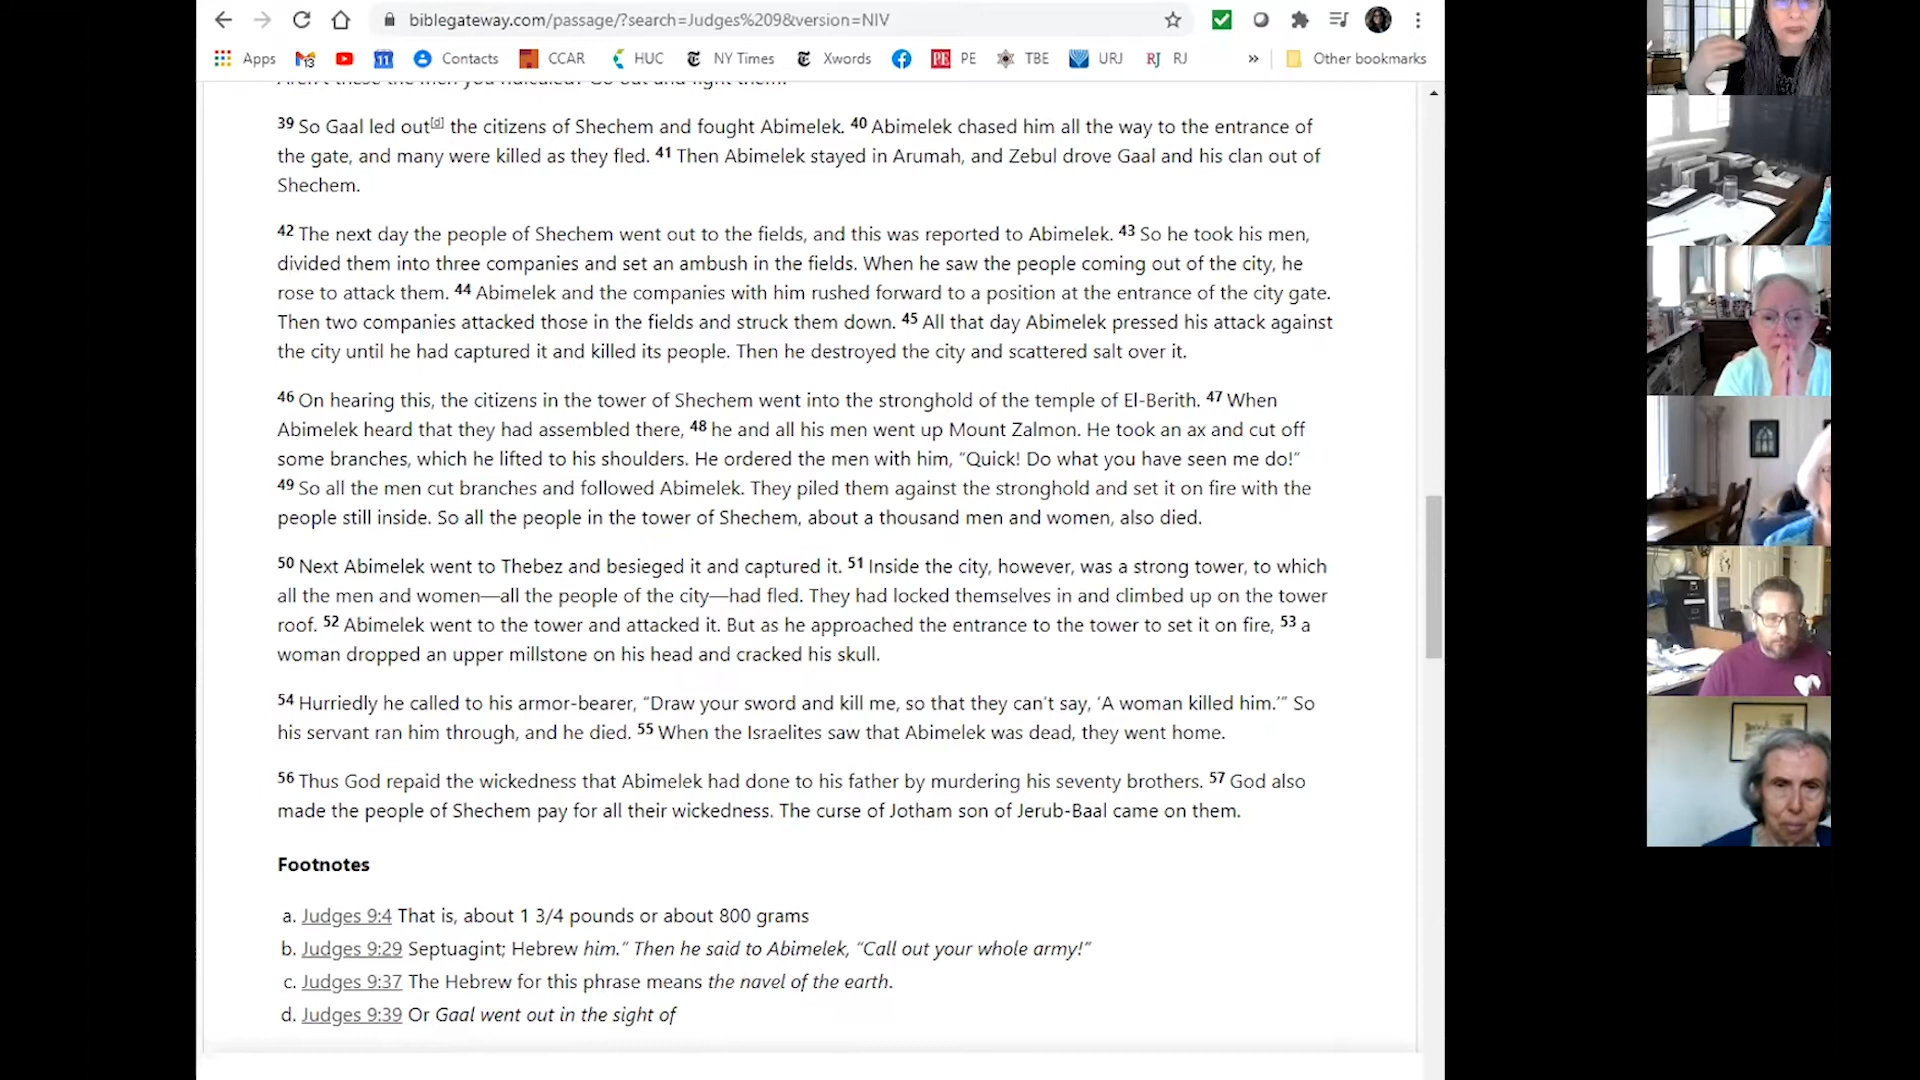 biblegateway.com/passage/?search=Judges%209&version=NIV
Apps 13 11 Contacts CCAR HUC NY Times Xwords PE PE TBE URJ RJ RJ » Other bookmarks
39 So Gaal led out[d] the citizens of Shechem and fought Abimelek. 40 Abimelek chased him all the way to the entrance of
the gate, and many were killed as they fled. 41 Then Abimelek stayed in Arumah, and Zebul drove Gaal and his clan out of
Shechem.
42 The next day the people of Shechem went out to the fields, and this was reported to Abimelek. 43 So he took his men,
divided them into three companies and set an ambush in the fields. When he saw the people coming out of the city, he
rose to attack them. 44 Abimelek and the companies with him rushed forward to a position at the entrance of the city gate.
Then two companies attacked those in the fields and struck them down. 45 All that day Abimelek pressed his attack against
the city until he had captured it and killed its people. Then he destroyed the city and scattered salt over it.
46 On hearing this, the citizens in the tower of Shechem went into the stronghold of the temple of El-Berith. 47 When
Abimelek heard that they had assembled there, 48 he and all his men went up Mount Zalmon. He took an ax and cut off
some branches, which he lifted to his shoulders. He ordered the men with him, “Quick! Do what you have seen me do!”
49 So all the men cut branches and followed Abimelek. They piled them against the stronghold and set it on fire with the
people still inside. So all the people in the tower of Shechem, about a thousand men and women, also died.
50 Next Abimelek went to Thebez and besieged it and captured it. 51 Inside the city, however, was a strong tower, to which
all the men and women—all the people of the city—had fled. They had locked themselves in and climbed up on the tower
roof. 52 Abimelek went to the tower and attacked it. But as he approached the entrance to the tower to set it on fire, 53 a
woman dropped an upper millstone on his head and cracked his skull.
54 Hurriedly he called to his armor-bearer, “Draw your sword and kill me, so that they can’t say, ‘A woman killed him.’” So
his servant ran him through, and he died. 55 When the Israelites saw that Abimelek was dead, they went home.
56 Thus God repaid the wickedness that Abimelek had done to his father by murdering his seventy brothers. 57 God also
made the people of Shechem pay for all their wickedness. The curse of Jotham son of Jerub-Baal came on them.
Footnotes
a. Judges 9:4 That is, about 1 3/4 pounds or about 800 grams
b. Judges 9:29 Septuagint; Hebrew him.” Then he said to Abimelek, “Call out your whole army!”
c. Judges 9:37 The Hebrew for this phrase means the navel of the earth.
d. Judges 9:39 Or Gaal went out in the sight of